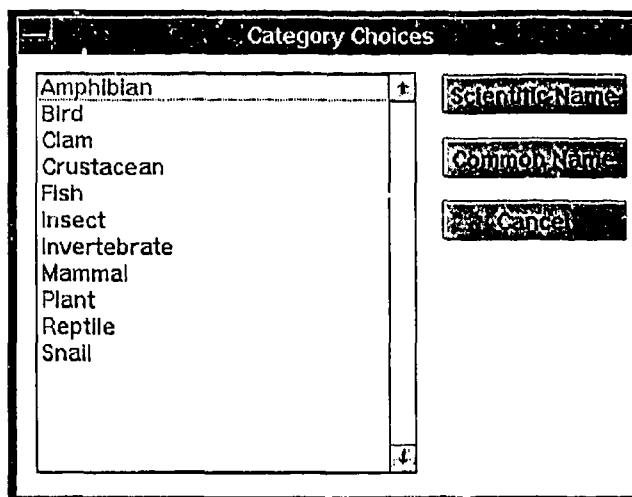 Category Choices
Amphibian
Bird
Clam
Crustacean
Fish
Insect
Invertebrate
Mammal
Plant
Reptile
Snail
Scientific Name
Common Name
Cancel